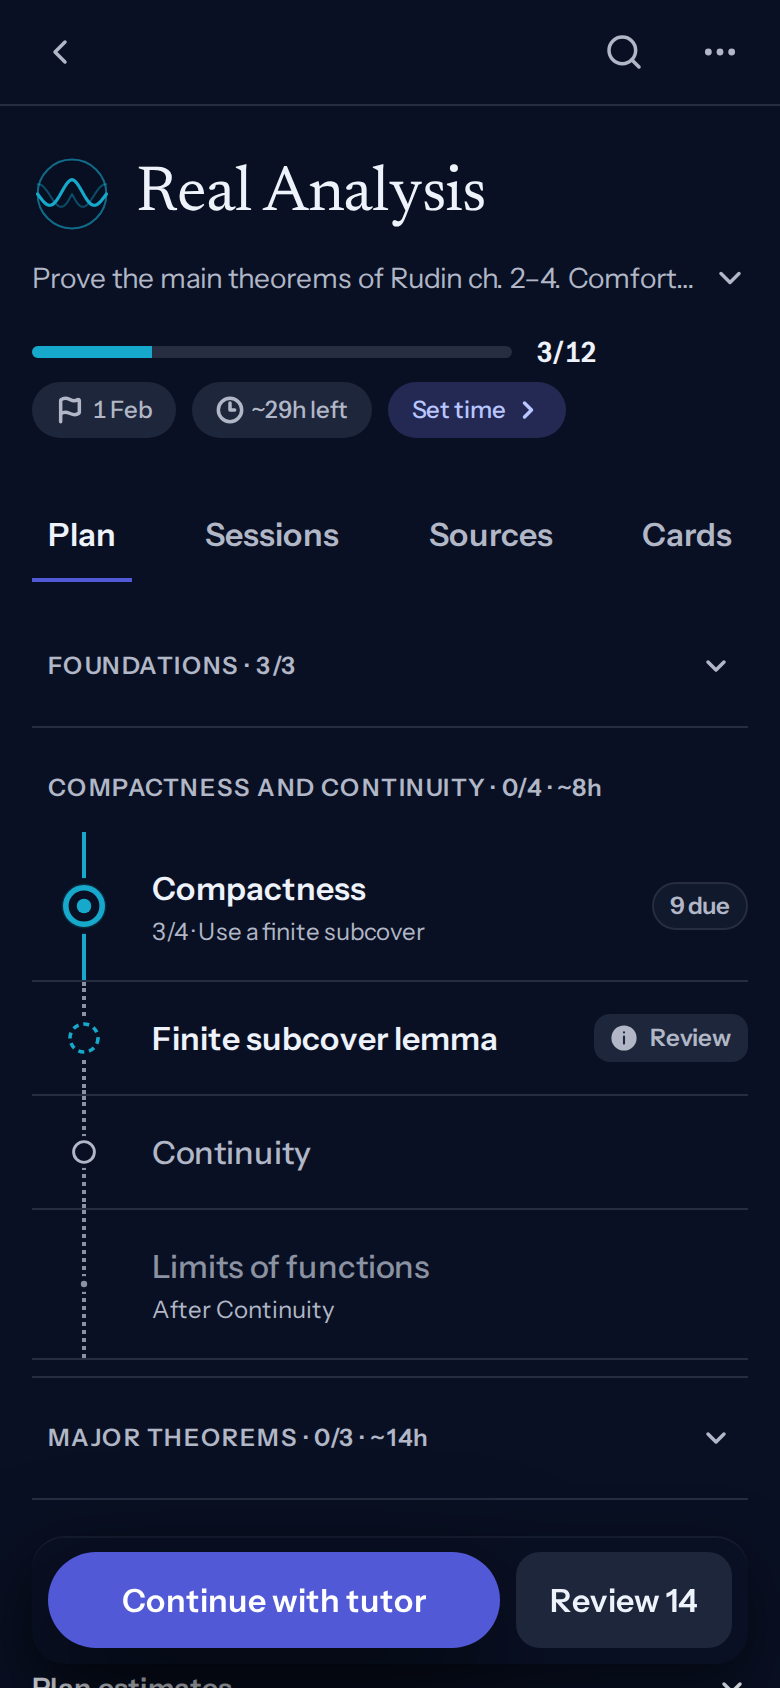 Real Analysis
Prove the main theorems of Rudin ch. 2–4. Comfort...
3/12
1 Feb
~29h left
Set time
Plan
Sessions
Sources
Cards
FOUNDATIONS · 3/3
COMPACTNESS AND CONTINUITY · 0/4 · ~8h
Compactness
3/4 · Use a finite subcover
9 due
Finite subcover lemma
Review
Continuity
Limits of functions
After Continuity
MAJOR THEOREMS · 0/3 · ~14h
Continue with tutor
Review 14
Plan estimates